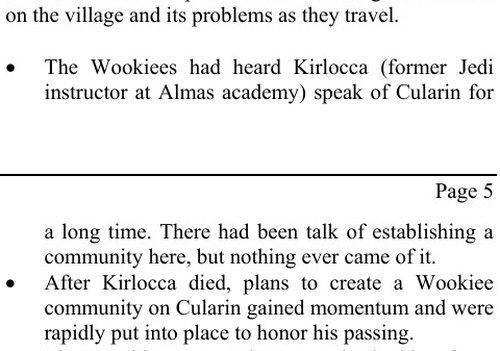 on the village and its problems as they travel.
• The Wookiees had heard Kirlocca (former Jedi
instructor at Almas academy) speak of Cularin for
Page 5
a long time. There had been talk of establishing a
community here, but nothing ever came of it.
• After Kirlocca died, plans to create a Wookiee
community on Cularin gained momentum and were
rapidly put into place to honor his passing.